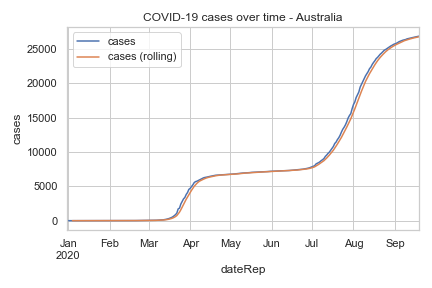 COVID-19 cases over time - Australia
cases
cases (rolling)
25000
20000
15000
10000
5000
0
cases
Jan Feb Mar Apr May Jun Jul Aug Sep
2020
dateRep